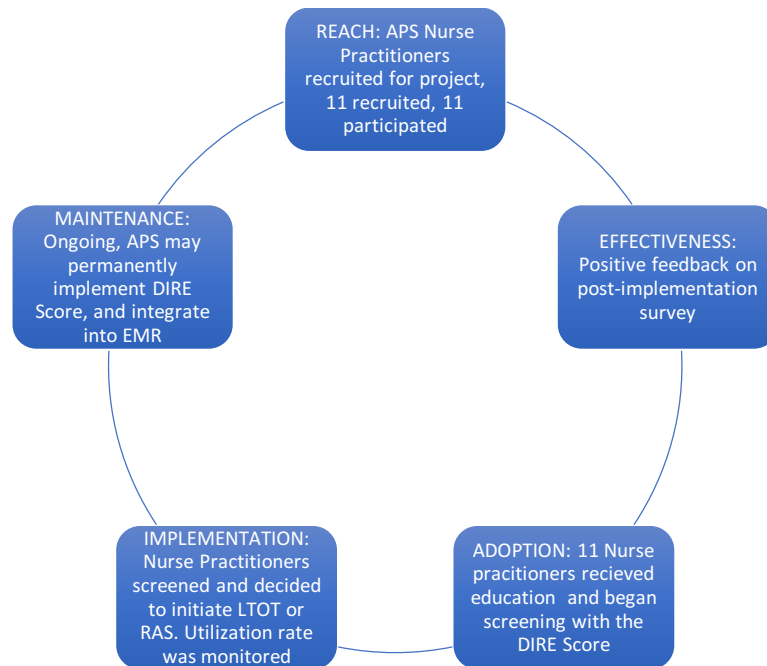 REACH: APS Nurse
Practitioners
recruited for project,
11 recruited, 11
participated
EFFECTIVENESS:
Positive feedback on
post-implementation
survey
ADOPTION: 11 Nurse
practitioners recieved
education and began
screening with the
DIRE Score
IMPLEMENTATION:
Nurse Practitioners
screened and decided
to initiate LTOT or
RAS. Utilization rate
was monitored
MAINTENANCE:
Ongoing, APS may
permanently
implement DIRE
Score, and integrate
into EMR